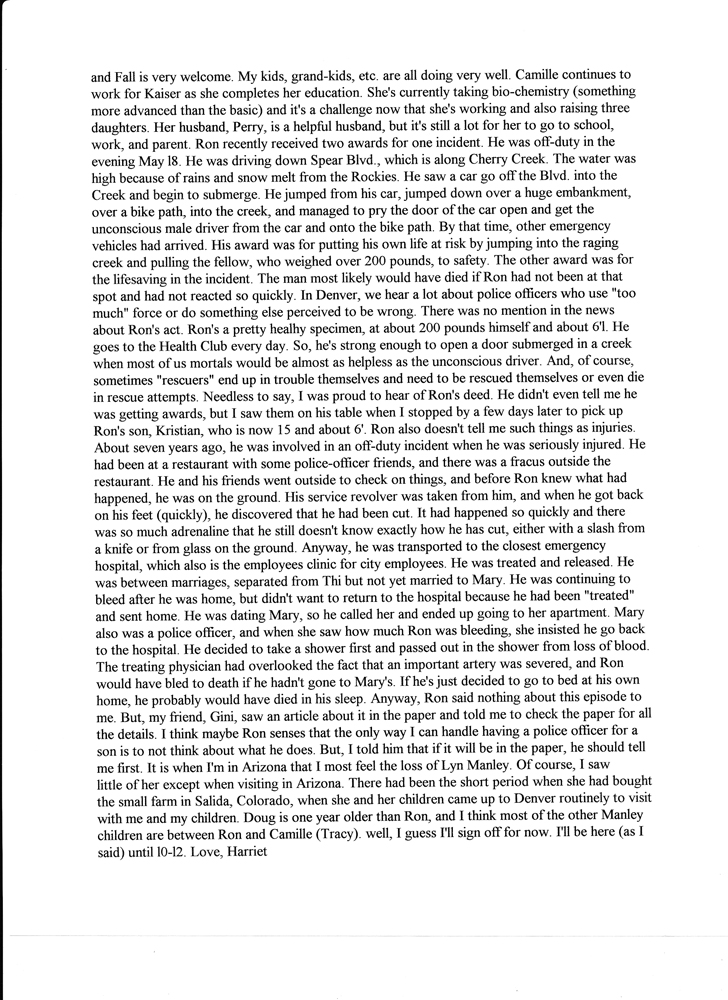 and Fall is very welcome. My kids, grand-kids, etc. are all doing very well. Camille continues to
work for Kaiser as she completes her education. She's currently taking bio-chemistry (something
more advanced than the basic) and it's a challenge now that she's working and also raising three
daughters. Her husband, Perry, is a helpful husband, but it's still a lot for her to go to school,
work, and parent. Ron recently received two awards for one incident. He was off-duty in the
evening May l8. He was driving down Spear Blvd., which is along Cherry Creek. The water was
high because of rains and snow melt from the Rockies. He saw a car go off the Blvd. into the
Creek and begin to submerge. He jumped from his car, jumped down over a huge embankment,
over a bike path, into the creek, and managed to pry the door of the car open and get the
unconscious male driver from the car and onto the bike path. By that time, other emergency
vehicles had arrived. His award was for putting his own life at risk by jumping into the raging
creek and pulling the fellow, who weighed over 200 pounds, to safety. The other award was for
the lifesaving in the incident. The man most likely would have died if Ron had not been at that
spot and had not reacted so quickly. In Denver, we hear a lot about police officers who use "too
much" force or do something else perceived to be wrong. There was no mention in the news
about Ron's act. Ron's a pretty healhy specimen, at about 200 pounds himself and about 6'l. He
goes to the Health Club every day. So, he's strong enough to open a door submerged in a creek
when most of us mortals would be almost as helpless as the unconscious driver. And, of course,
sometimes "rescuers" end up in trouble themselves and need to be rescued themselves or even die
in rescue attempts. Needless to say, I was proud to hear of Ron's deed. He didn't even tell me he
was getting awards, but I saw them on his table when I stopped by a few days later to pick up
Ron's son, Kristian, who is now 15 and about 6'. Ron also doesn't tell me such things as injuries.
About seven years ago, he was involved in an off-duty incident when he was seriously injured. He
had been at a restaurant with some police-officer friends, and there was a fracus outside the
restaurant. He and his friends went outside to check on things, and before Ron knew what had
happened, he was on the ground. His service revolver was taken from him, and when he got back
on his feet (quickly), he discovered that he had been cut. It had happened so quickly and there
was so much adrenaline that he still doesn't know exactly how he has cut, either with a slash from
a knife or from glass on the ground. Anyway, he was transported to the closest emergency
hospital, which also is the employees clinic for city employees. He was treated and released. He
was between marriages, separated from Thi but not yet married to Mary. He was continuing to
bleed after he was home, but didn't want to return to the hospital because he had been "treated"
and sent home. He was dating Mary, so he called her and ended up going to her apartment. Mary
also was a police officer, and when she saw how much Ron was bleeding, she insisted he go back
to the hospital. He decided to take a shower first and passed out in the shower from loss of blood.
The treating physician had overlooked the fact that an important artery was severed, and Ron
would have bled to death if he hadn't gone to Mary's. If he's just decided to go to bed at his own
home, he probably would have died in his sleep. Anyway, Ron said nothing about this episode to
me. But, my friend, Gini, saw an article about it in the paper and told me to check the paper for all
the details. I think maybe Ron senses that the only way I can handle having a police officer for a
son is to not think about what he does. But, I told him that if it will be in the paper, he should tell
me first. It is when I'm in Arizona that I most feel the loss of Lyn Manley. Of course, I saw
little of her except when visiting in Arizona. There had been the short period when she had bought
the small farm in Salida, Colorado, when she and her children came up to Denver routinely to visit
with me and my children. Doug is one year older than Ron, and I think most of the other Manley
children are between Ron and Camille (Tracy). well, I guess I'll sign off for now. I'll be here (as I
said) until l0-l2. Love, Harriet